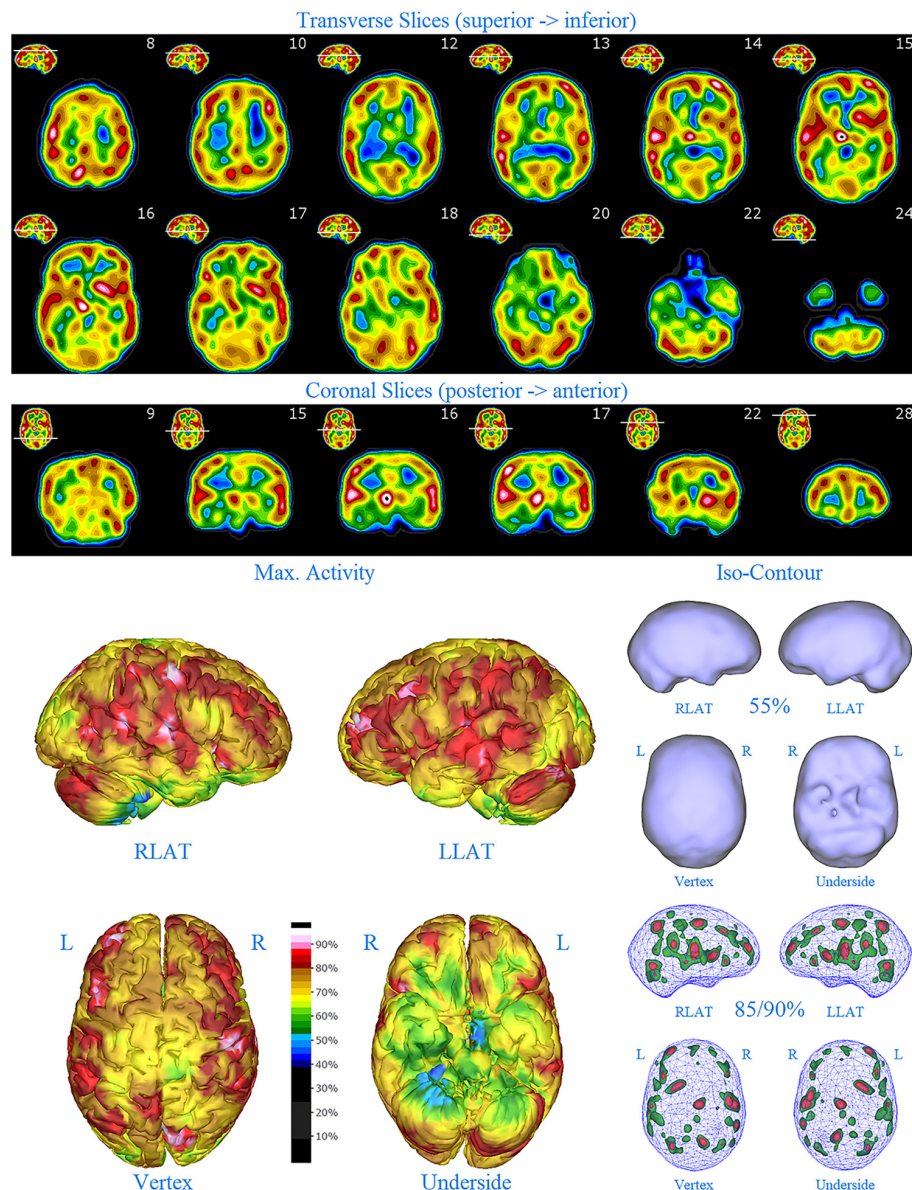 Transverse Slices (superior -> inferior)
8 10 12 13 14 15
16 17 18 20 22 24
Coronal Slices (posterior -> anterior)
9 15 16 17 22 28
Max. Activity
Iso-Contour
RLAT 55% LLAT
RLAT
LLAT
L R R L
Vertex Underside
L R R L
90%
80%
70%
60%
50%
40%
30%
20%
10%
Vertex
Underside
RLAT 85/90% LLAT
L R R L
Vertex Underside